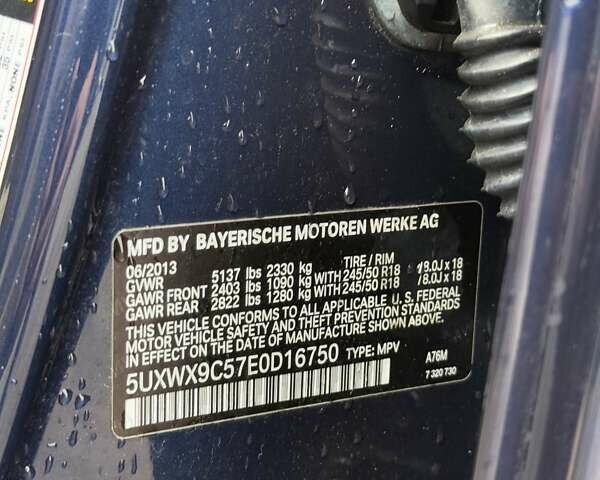 MFD BY BAYERISCHE MOTOREN WERKE AG
06/2013 TIRE / RIM
GVWR 5137 lbs 2330 kg
GAWR FRONT 2403 lbs 1090 kg WITH 245/50 R18 / 8.0J x 18
GAWR REAR 2822 lbs 1280 kg WITH 245/50 R18 / 8.0J x 18
THIS VEHICLE CONFORMS TO ALL APPLICABLE U.S. FEDERAL
MOTOR VEHICLE SAFETY AND THEFT PREVENTION STANDARDS
IN EFFECT ON THE DATE OF MANUFACTURE SHOWN ABOVE.
5UXWX9C57E0D16750 TYPE: MPV A76M
7 320 730